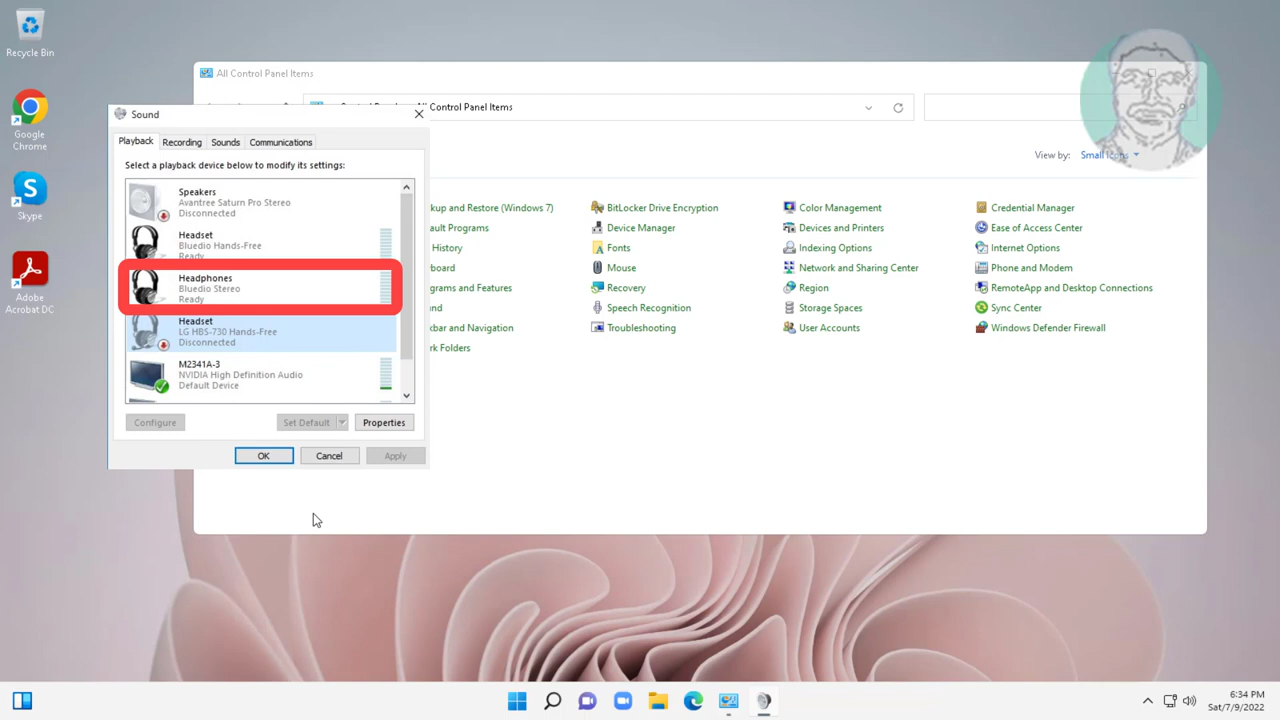 Recycle Bin
Google
Chrome
Skype
Adobe
Acrobat DC
All Control Panel Items
All Control Panel Items
View by: Small icons
Sound
Playback Recording Sounds Communications
Select a playback device below to modify its settings:
Speakers
Avantree Saturn Pro Stereo
Disconnected
Headset
Bluedio Hands-Free
Ready
Headphones
Bluedio Stereo
Ready
Headset
LG HBS-730 Hands-Free
Disconnected
M2341A-3
NVIDIA High Definition Audio
Default Device
Configure Set Default Properties
OK Cancel Apply
kup and Restore (Windows 7) BitLocker Drive Encryption Color Management Credential Manager
ault Programs Device Manager Devices and Printers Ease of Access Center
History Fonts Indexing Options Internet Options
board Mouse Network and Sharing Center Phone and Modem
grams and Features Recovery Region RemoteApp and Desktop Connections
und Speech Recognition Storage Spaces Sync Center
kbar and Navigation Troubleshooting User Accounts Windows Defender Firewall
rk Folders
6:34 PM
Sat/7/9/2022